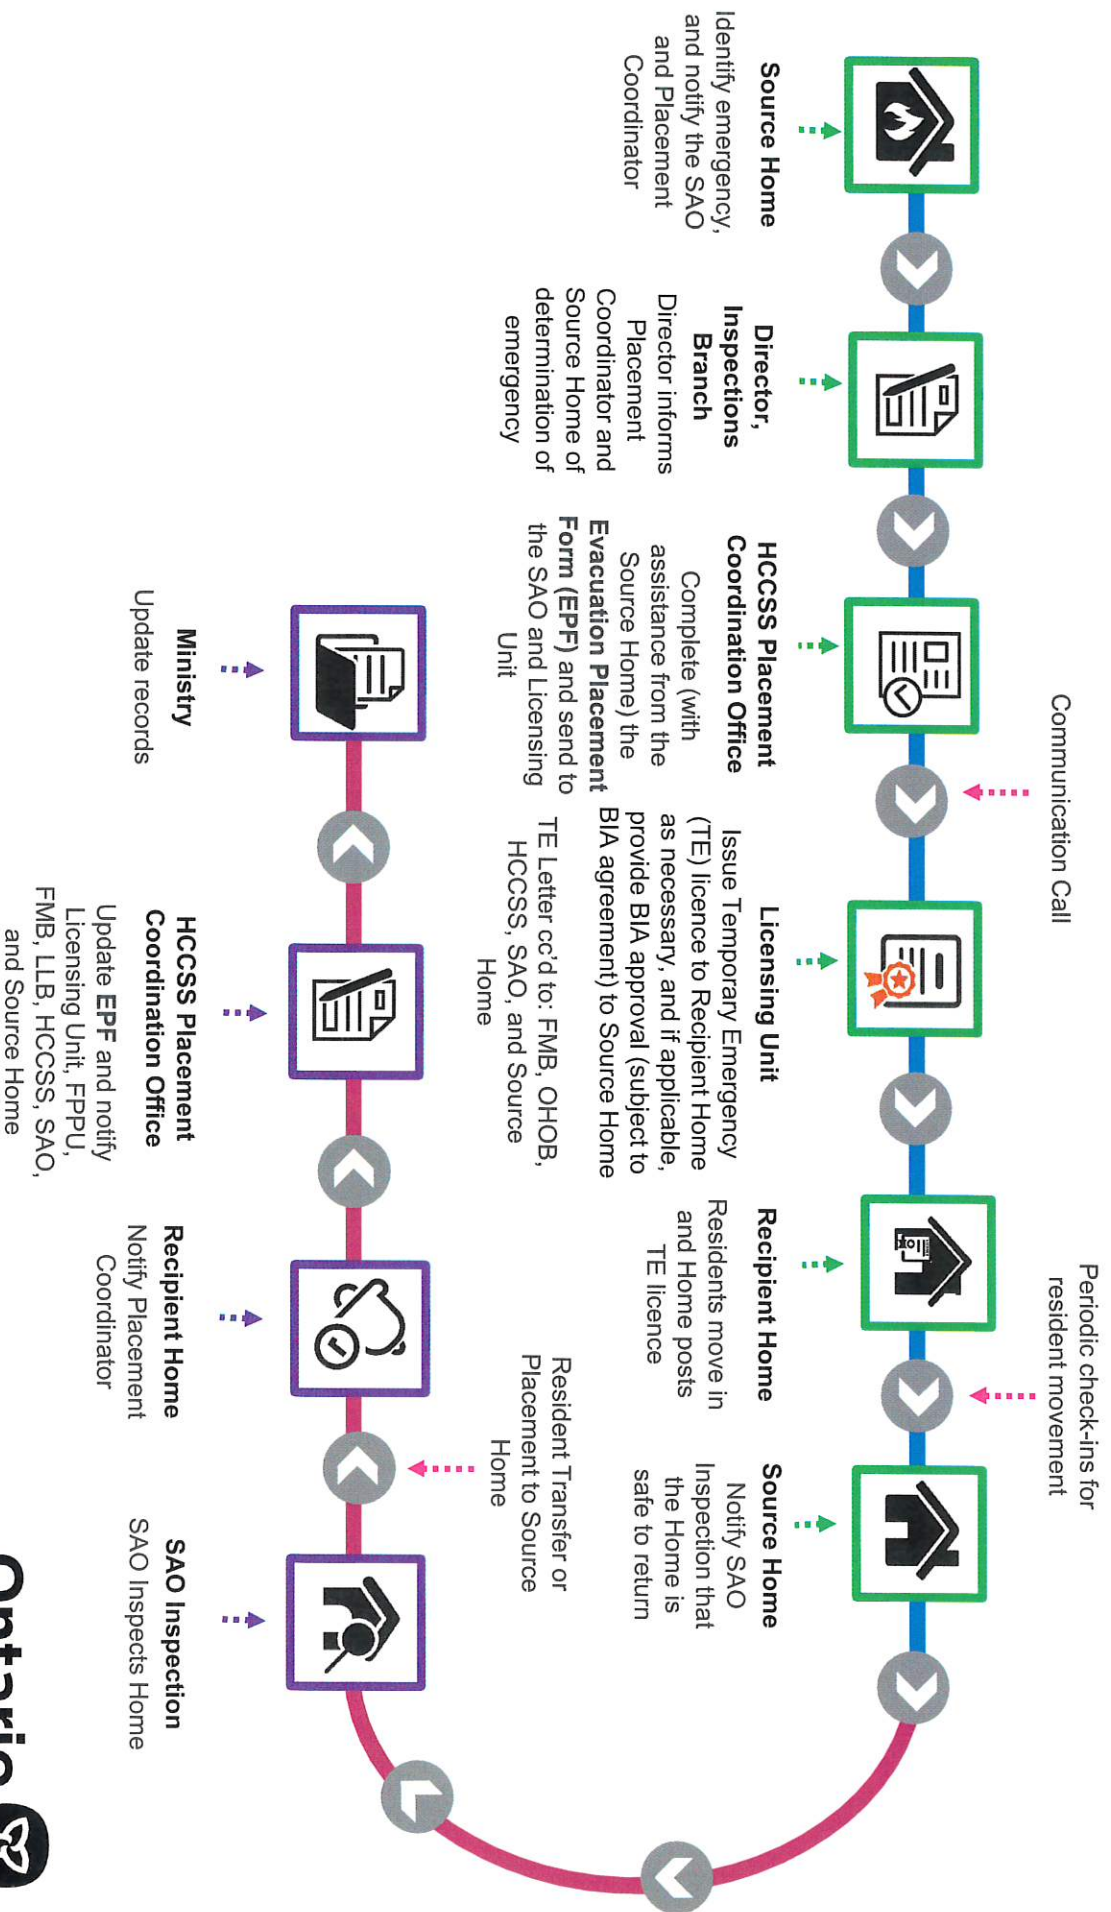 Communication Call
Periodic check-ins for
resident movement
Source Home
Identify emergency,
and notify the SAO
and Placement
Coordinator
Director,
Inspections
Branch
Director informs
Placement
Coordinator and
Source Home of
determination of
emergency
HCCSS Placement
Coordination Office
Complete (with
assistance from the
Source Home) the
Evacuation Placement
Form (EPF) and send to
the SAO and Licensing
Unit
Licensing Unit
Issue Temporary Emergency
(TE) licence to Recipient Home
as necessary, and if applicable,
provide BIA approval (subject to
BIA agreement) to Source Home
TE Letter cc'd to: FMB, OHOB,
HCCSS, SAO, and Source
Home
Recipient Home
Residents move in
and Home posts
TE licence
Source Home
Notify SAO
Inspection that
the Home is
safe to return
Resident Transfer or
Placement to Source
Home
Ministry
Update records
HCCSS Placement
Coordination Office
Update EPF and notify
Licensing Unit, FPPU,
FMB, LLB, HCCSS, SAO,
and Source Home
Recipient Home
Notify Placement
Coordinator
SAO Inspection
SAO Inspects Home
Ontario